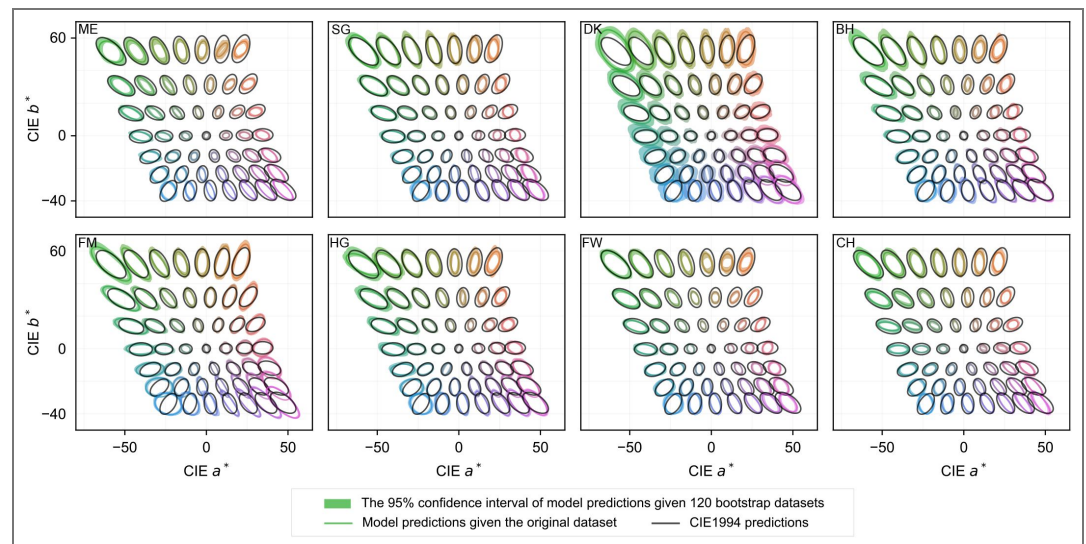 ME SG DK BH
60
0
−40
CIE b*
FM HG FW CH
60
0
−40
CIE b*
−50 0 50 −50 0 50 −50 0 50 −50 0 50
CIE a* CIE a* CIE a* CIE a*
The 95% confidence interval of model predictions given 120 bootstrap datasets
Model predictions given the original dataset CIE1994 predictions